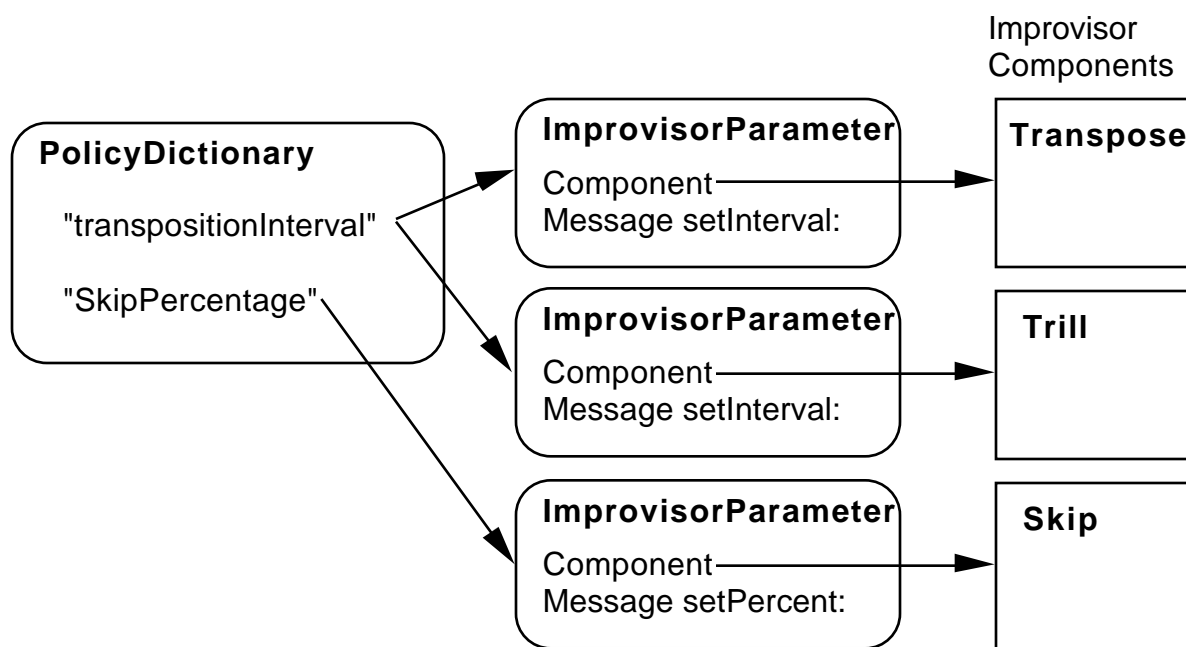 Improvisor
Components
PolicyDictionary
"transpositionInterval"
"SkipPercentage"
ImprovisorParameter
Component
Message setInterval:
Transpose
ImprovisorParameter
Component
Message setInterval:
Trill
ImprovisorParameter
Component
Message setPercent:
Skip